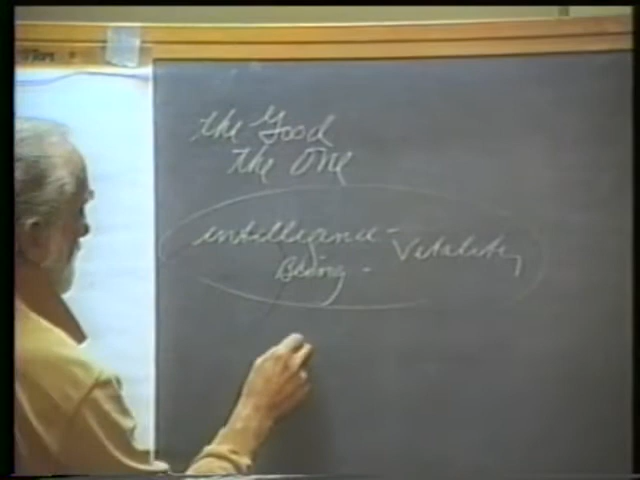 the Good
the One
intelligence - Vitality,
Being -